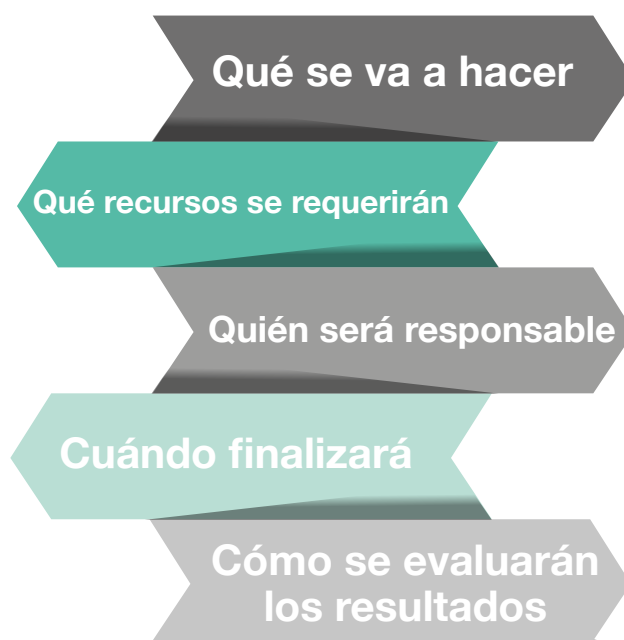 Qué se va a hacer
Qué recursos se requerirán
Quién será responsable
Cuándo finalizará
Cómo se evaluarán
los resultados